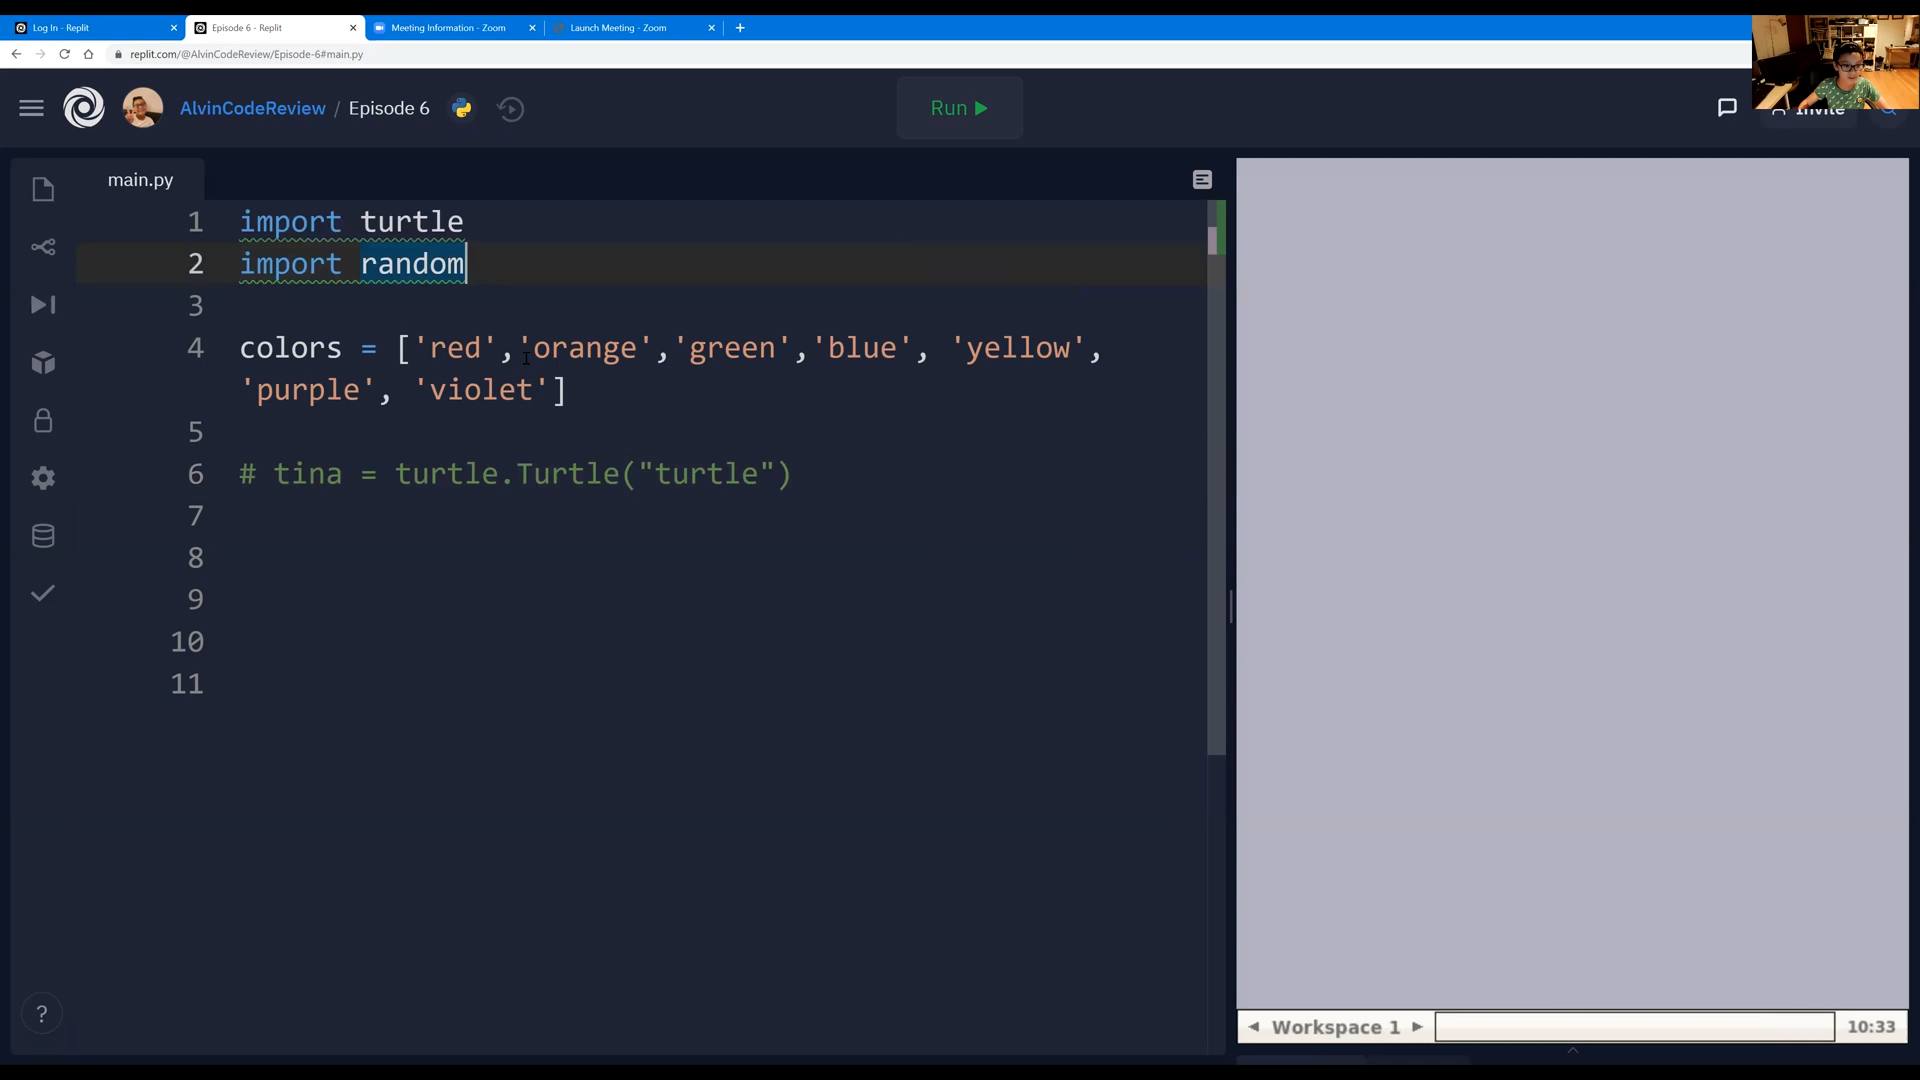 Log In - Replit
Episode 6 - Replit
Meeting Information - Zoom
Launch Meeting - Zoom
replit.com/@AlvinCodeReview/Episode-6#main.py
AlvinCodeReview / Episode 6
Run
Invite
main.py
1 import turtle
2 import random
3
4 colors = ['red','orange','green','blue', 'yellow',
'purple', 'violet']
5
6 # tina = turtle.Turtle("turtle")
7
8
9
10
11
?
Workspace 1
10:33